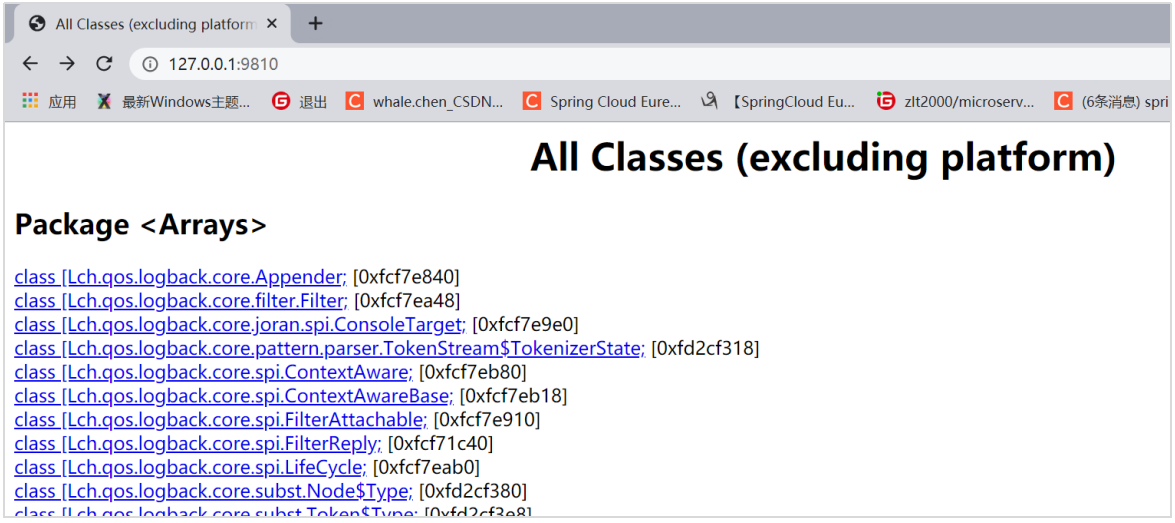 All Classes (excluding platform
127.0.0.1:9810
应用 最新Windows主题... 退出 whale.chen_CSDN... Spring Cloud Eure... 【SpringCloud Eu... zlt2000/microserv... (6条消息) spri
All Classes (excluding platform)
Package <Arrays>
class [Lch.qos.logback.core.Appender; [0xfcf7e840]
class [Lch.qos.logback.core.filter.Filter; [0xfcf7ea48]
class [Lch.qos.logback.core.joran.spi.ConsoleTarget; [0xfcf7e9e0]
class [Lch.qos.logback.core.pattern.parser.TokenStream$TokenizerState; [0xfd2cf318]
class [Lch.qos.logback.core.spi.ContextAware; [0xfcf7eb80]
class [Lch.qos.logback.core.spi.ContextAwareBase; [0xfcf7eb18]
class [Lch.qos.logback.core.spi.FilterAttachable; [0xfcf7e910]
class [Lch.qos.logback.core.spi.FilterReply; [0xfcf71c40]
class [Lch.qos.logback.core.spi.LifeCycle; [0xfcf7eab0]
class [Lch.qos.logback.core.subst.Node$Type; [0xfd2cf380]
class [Lch.qos.logback.core.subst.Token$Type; [0xfd2cf3e8]